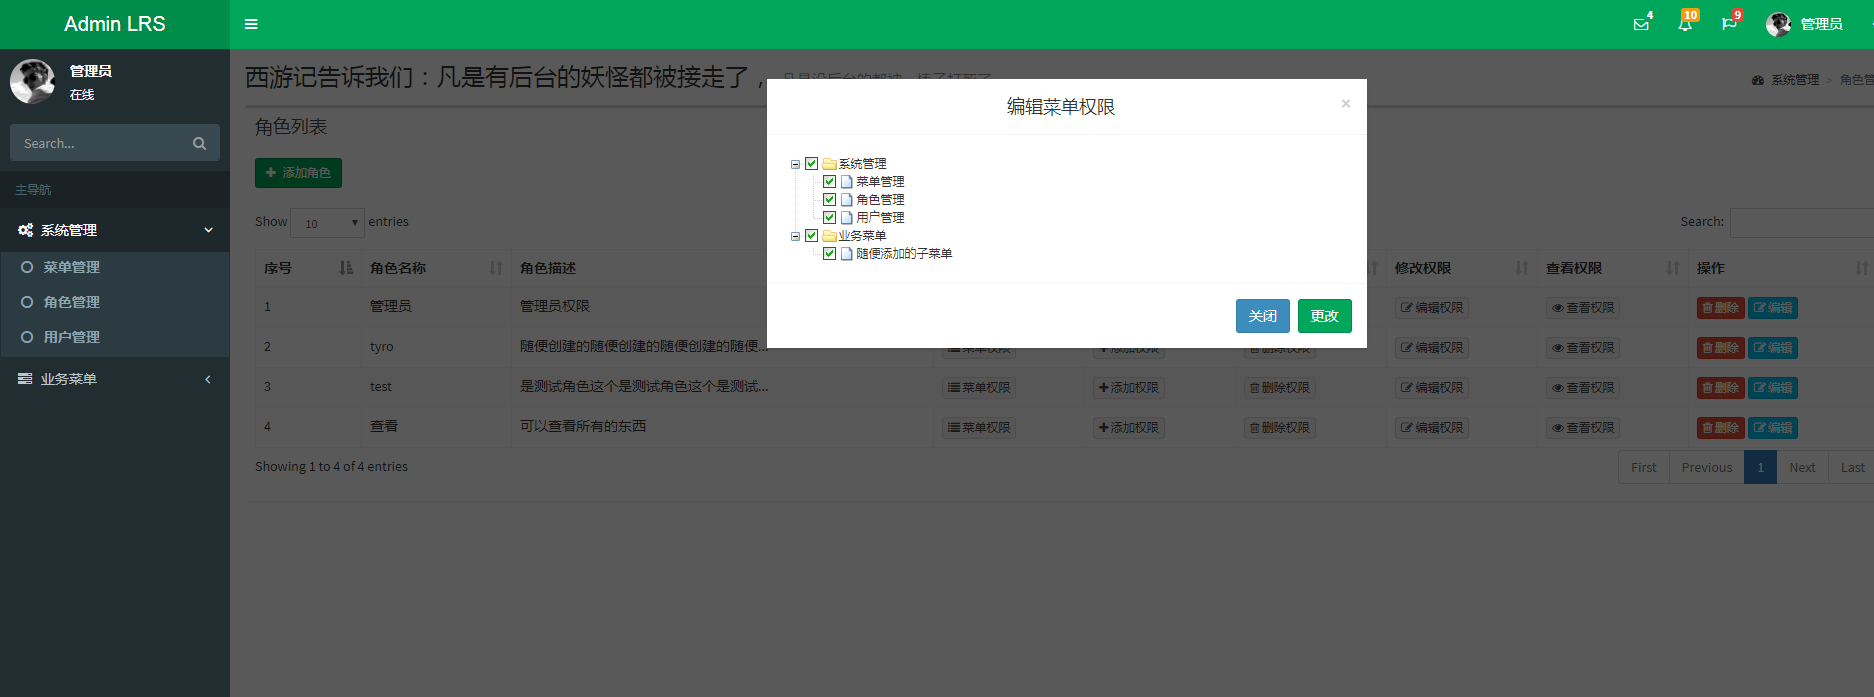 Admin LRS
4
10
9
管理员
管理员
在线
Search...
主导航
系统管理
菜单管理
角色管理
用户管理
业务菜单
西游记告诉我们：凡是有后台的妖怪都被接走了，
系统管理 > 角色管
角色列表
添加角色
Show 10 entries
Search:
序号 角色名称 角色描述 修改权限 查看权限 操作
1 管理员 管理员权限 编辑权限 查看权限 删除 编辑
2 tyro 随便创建的随便创建的随便创建的随便... 菜单权限 添加权限 删除权限 编辑权限 查看权限 删除 编辑
3 test 是测试角色这个是测试角色这个是测试... 菜单权限 添加权限 删除权限 编辑权限 查看权限 删除 编辑
4 查看 可以查看所有的东西 菜单权限 添加权限 删除权限 编辑权限 查看权限 删除 编辑
Showing 1 to 4 of 4 entries
First Previous 1 Next Last
编辑菜单权限
×
系统管理
菜单管理
角色管理
用户管理
业务菜单
随便添加的子菜单
关闭 更改